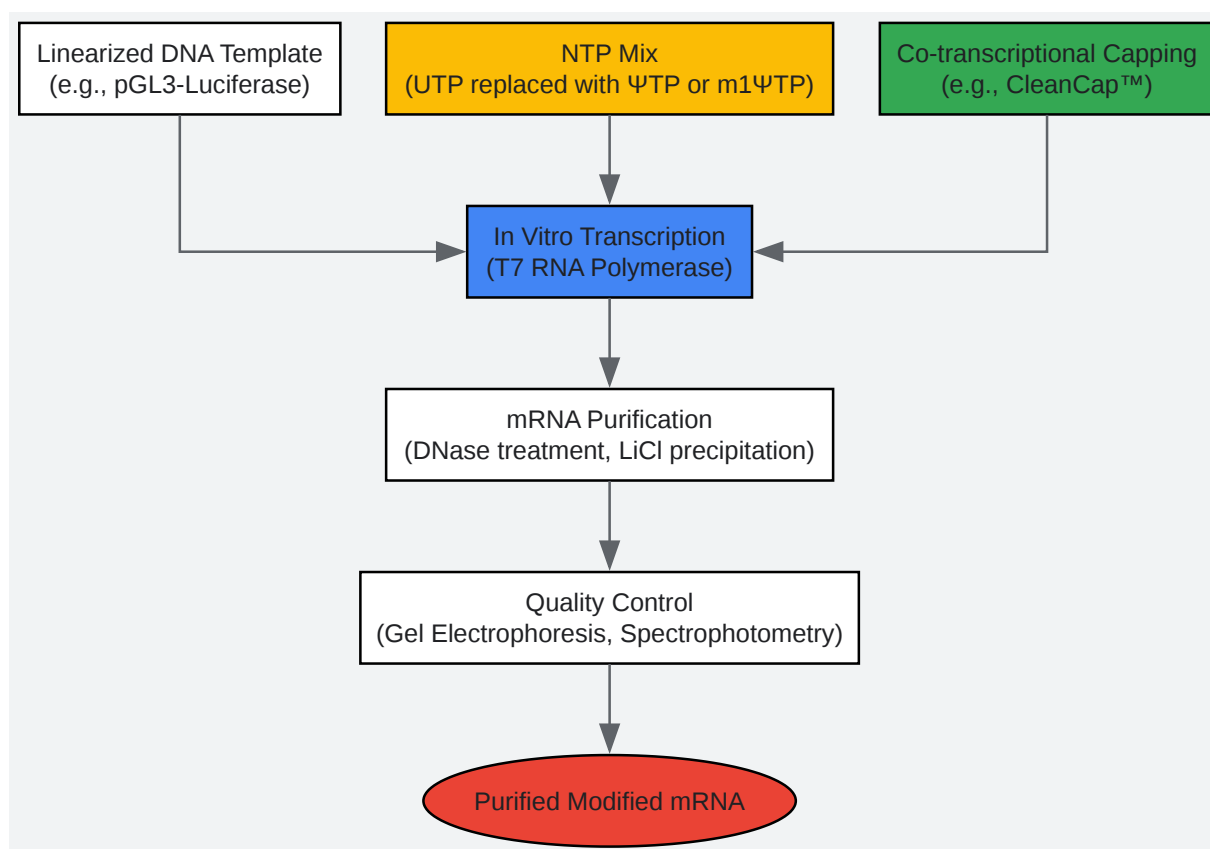 Linearized DNA Template
(e.g., pGL3-Luciferase)
NTP Mix
(UTP replaced with ΨTP or m1ΨTP)
Co-transcriptional Capping
(e.g., CleanCap™)
In Vitro Transcription
(T7 RNA Polymerase)
mRNA Purification
(DNase treatment, LiCl precipitation)
Quality Control
(Gel Electrophoresis, Spectrophotometry)
Purified Modified mRNA